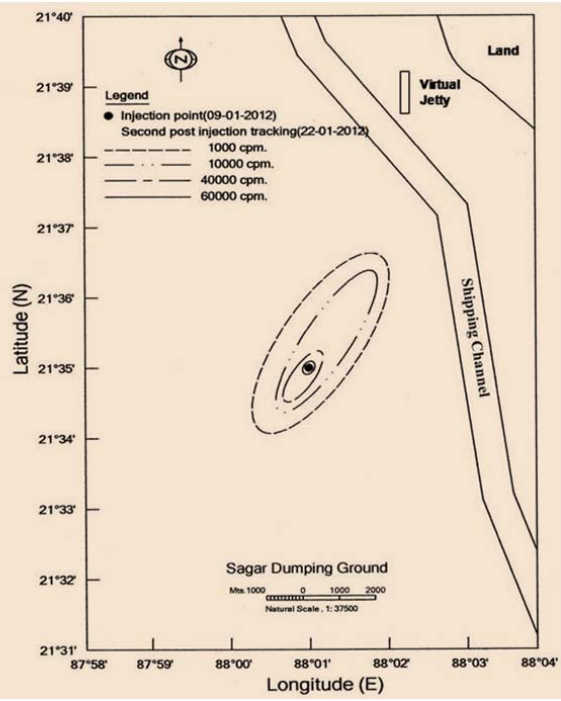 21°40'
Land
Z
21°39'
Virtual
Jetty
Legend
Injection point(09-01-2012)
Second post injection tracking(22-01-2012)
21°38'
1000 cpm.
10000 cpm.
40000 cpm.
60000 cpm.
21°37'
Latitude (N)
21°36'
Shipping Channel
21°35'
21°34'
21°33'
Sagar Dumping Ground
Mts.1000 0 1000 2000
Natural Scale , 1: 37500
21°32'
21°31'
87°58' 87°59' 88°00' 88°01' 88°02' 88°03' 88°04'
Longitude (E)